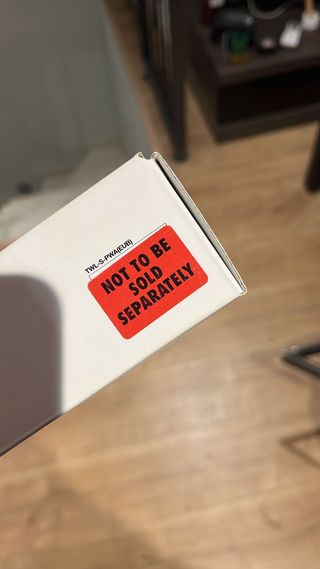 TWL-S-PWA(EUB)
NOT TO BE
SOLD
SEPARATELY